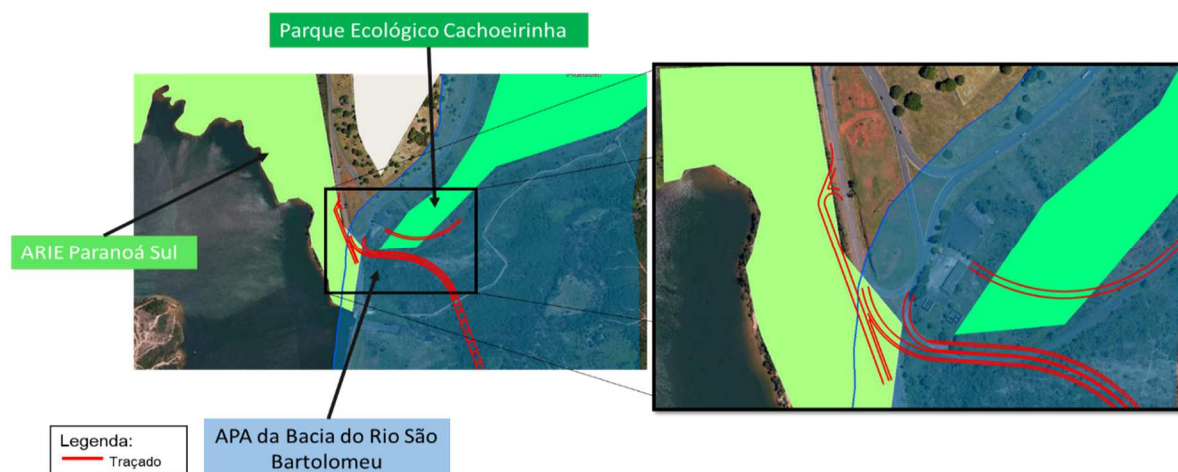 Parque Ecológico Cachoeirinha
ARIE Paranoá Sul
APA da Bacia do Rio São
Bartolomeu
Legenda:
Traçado